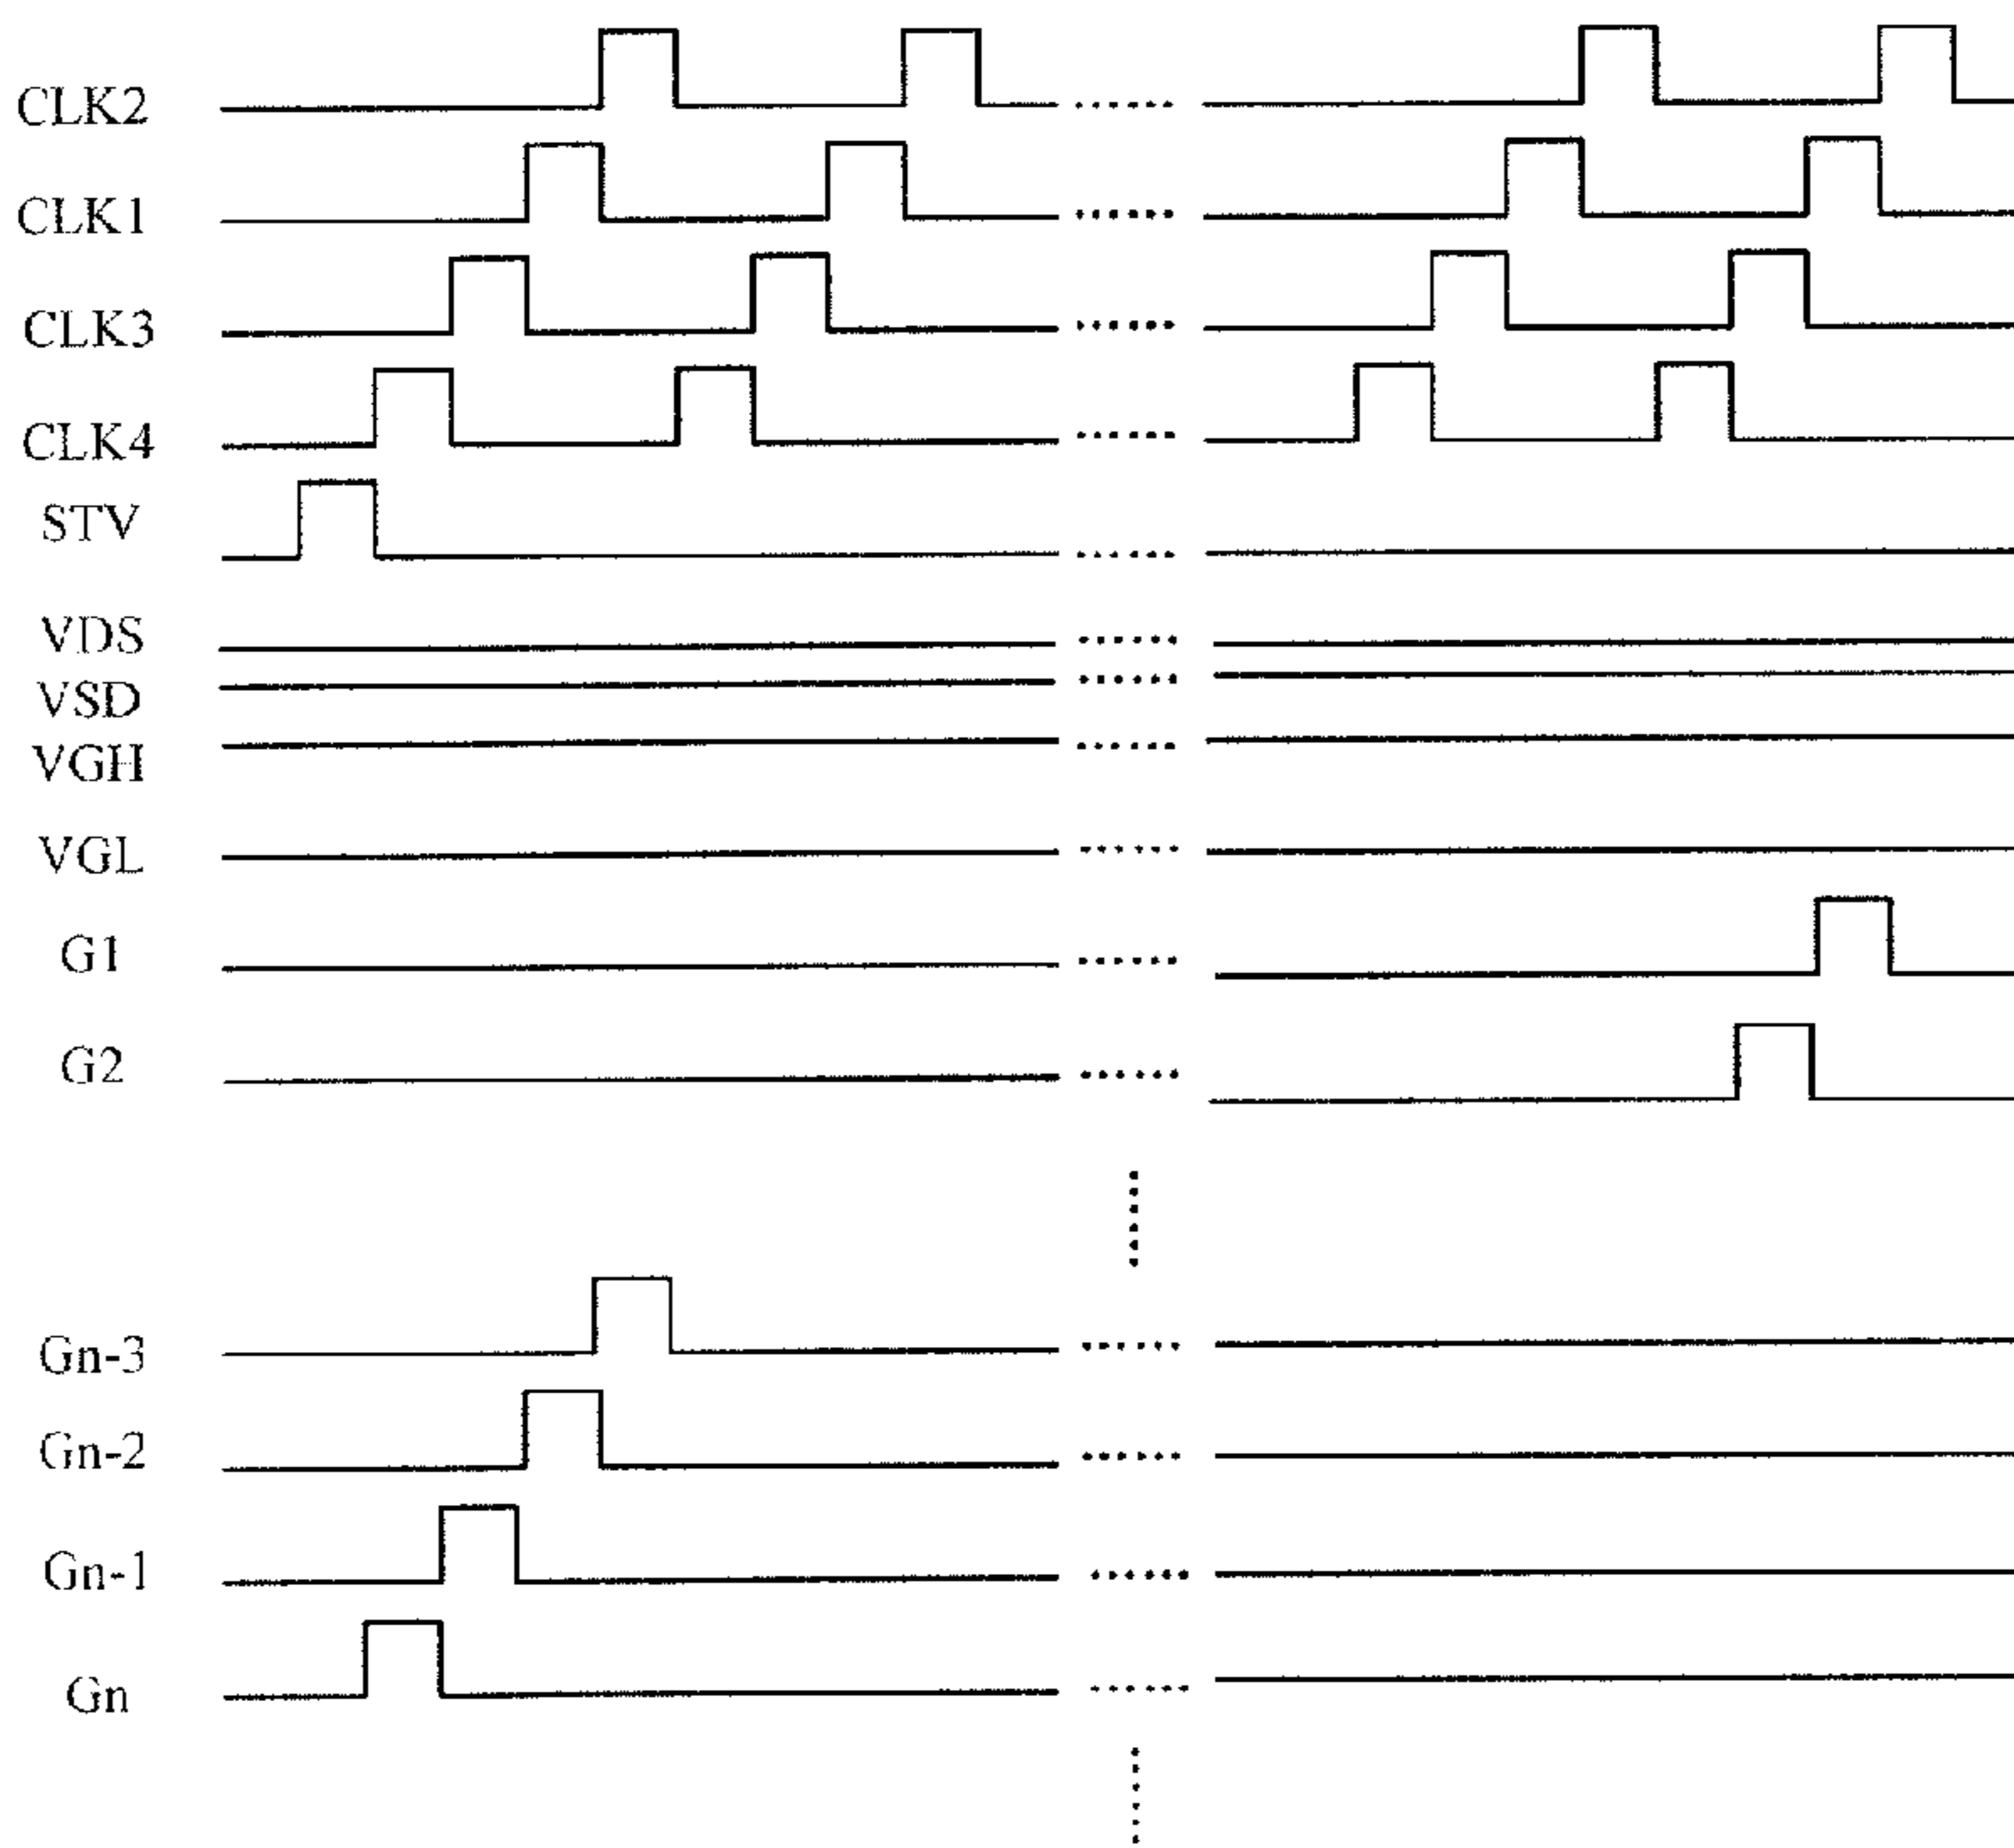 CLK2
CLK1
CLK3
CLK4
STV
VDS
VSD
VGH
VGL
G1
G2
Gn-3
Gn-2
Gn-1
Gn